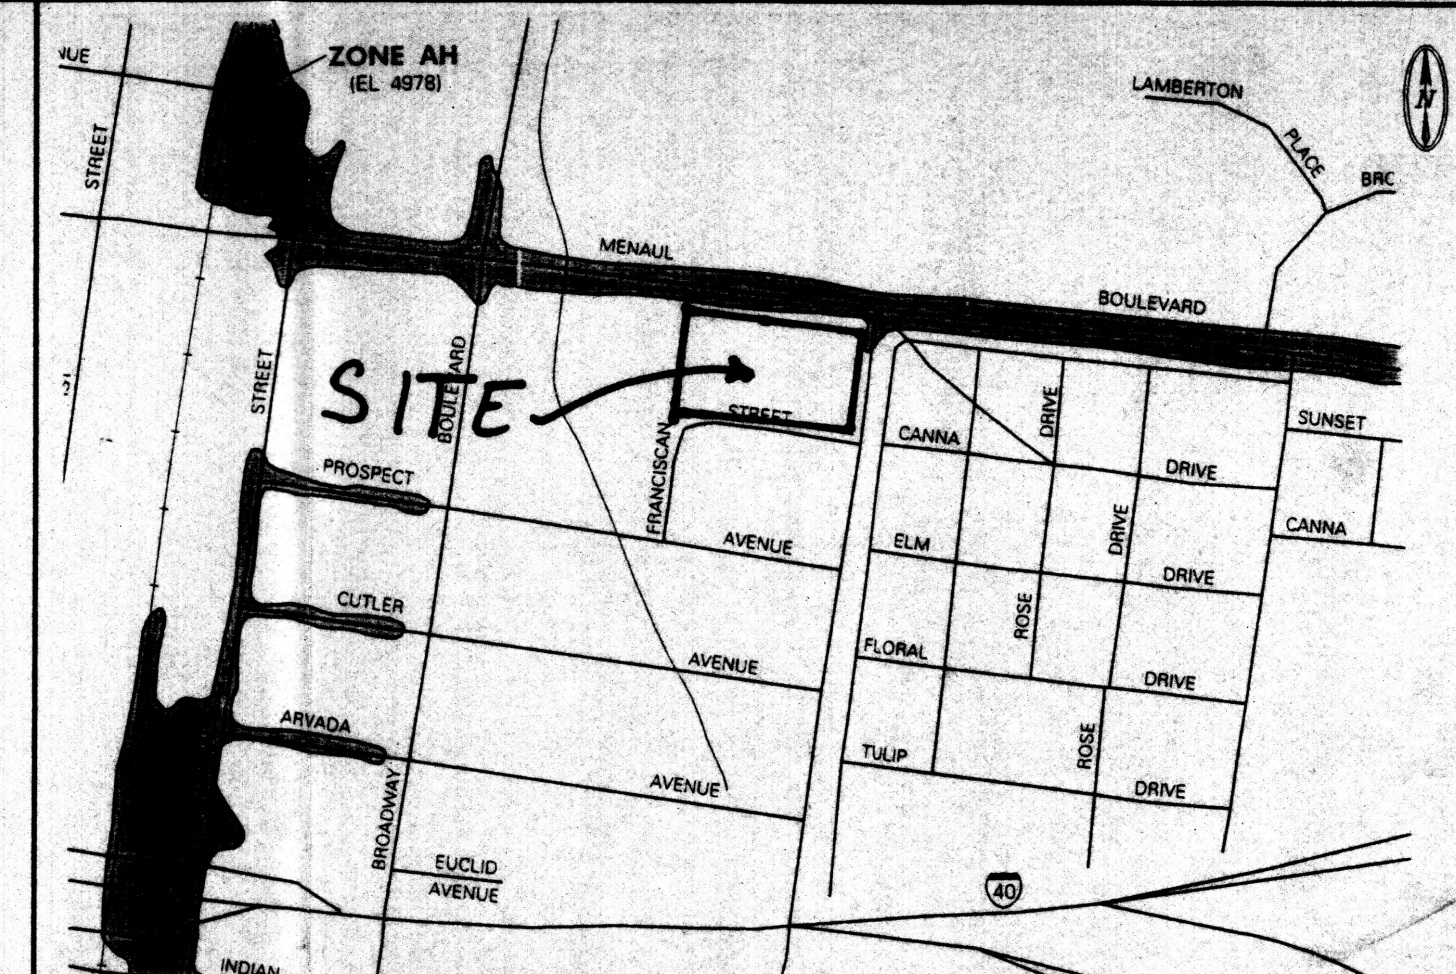 ZONE AH
(EL 4978)
LAMBERTON
PLACE
N
STREET
MENAUL
BOULEVARD
STREET
BOULEVARD
SITE
STREET
FRANCISCAN
CANNA
DRIVE
DRIVE
SUNSET
PROSPECT
AVENUE
ELM
DRIVE
DRIVE
CANNA
CUTLER
AVENUE
FLORAL
ROSE
DRIVE
ARVADA
AVENUE
TULIP
ROSE
DRIVE
BROADWAY
EUCLID
AVENUE
40
INDIAN